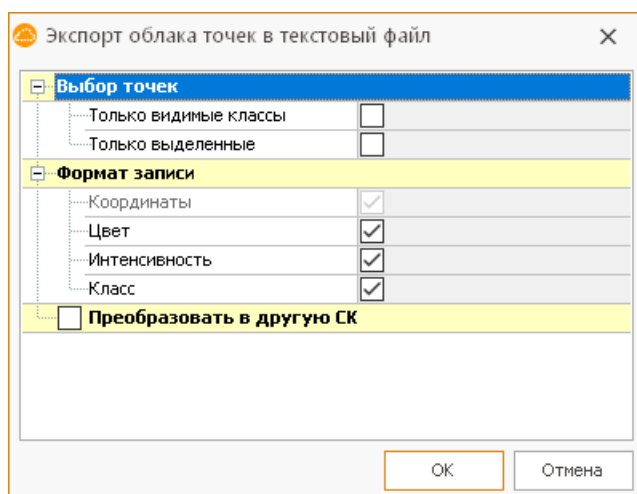 Экспорт облака точек в текстовый файл
Выбор точек
Только видимые классы
Только выделенные
Формат записи
Координаты
Цвет
Интенсивность
Класс
Преобразовать в другую СК
OK
Отмена